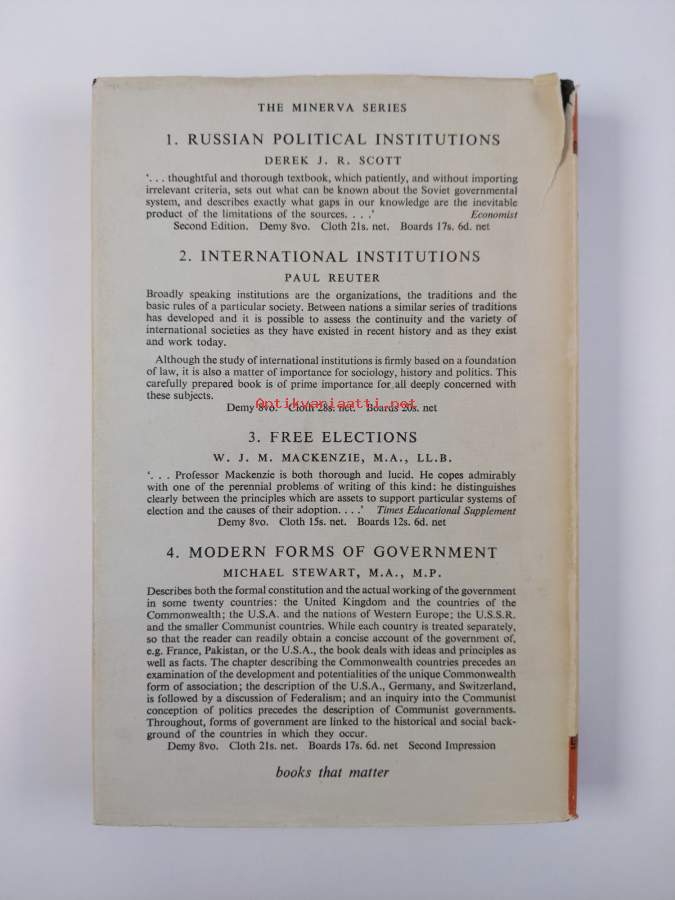 THE MINERVA SERIES
1. RUSSIAN POLITICAL INSTITUTIONS
DEREK J. R. SCOTT
‘. . . thoughtful and thorough textbook, which patiently, and without importing
irrelevant criteria, sets out what can be known about the Soviet governmental
system, and describes exactly what gaps in our knowledge are the inevitable
product of the limitations of the sources. . . .’ Economist
Second Edition. Demy 8vo. Cloth 21s. net. Boards 17s. 6d. net
2. INTERNATIONAL INSTITUTIONS
PAUL REUTER
Broadly speaking institutions are the organizations, the traditions and the
basic rules of a particular society. Between nations a similar series of traditions
has developed and it is possible to assess the continuity and the variety of
international societies as they have existed in recent history and as they exist
and work today.
Although the study of international institutions is firmly based on a foundation
of law, it is also a matter of importance for sociology, history and politics. This
carefully prepared book is of prime importance for all deeply concerned with
these subjects.
Antikvariaatti.net
Demy 8vo. Cloth 28s. net. Boards 20s. net
3. FREE ELECTIONS
W. J. M. MACKENZIE, M.A., LL.B.
‘. . . Professor Mackenzie is both thorough and lucid. He copes admirably
with one of the perennial problems of writing of this kind: he distinguishes
clearly between the principles which are assets to support particular systems of
election and the causes of their adoption. . . .’ Times Educational Supplement
Demy 8vo. Cloth 15s. net. Boards 12s. 6d. net
4. MODERN FORMS OF GOVERNMENT
MICHAEL STEWART, M.A., M.P.
Describes both the formal constitution and the actual working of the government
in some twenty countries: the United Kingdom and the countries of the
Commonwealth; the U.S.A. and the nations of Western Europe; the U.S.S.R.
and the smaller Communist countries. While each country is treated separately,
so that the reader can readily obtain a concise account of the government of,
e.g. France, Pakistan, or the U.S.A., the book deals with ideas and principles as
well as facts. The chapter describing the Commonwealth countries precedes an
examination of the development and potentialities of the unique Commonwealth
form of association; the description of the U.S.A., Germany, and Switzerland,
is followed by a discussion of Federalism; and an inquiry into the Communist
conception of politics precedes the description of Communist governments.
Throughout, forms of government are linked to the historical and social back-
ground of the countries in which they occur.
Demy 8vo. Cloth 21s. net. Boards 17s. 6d. net Second Impression
books that matter